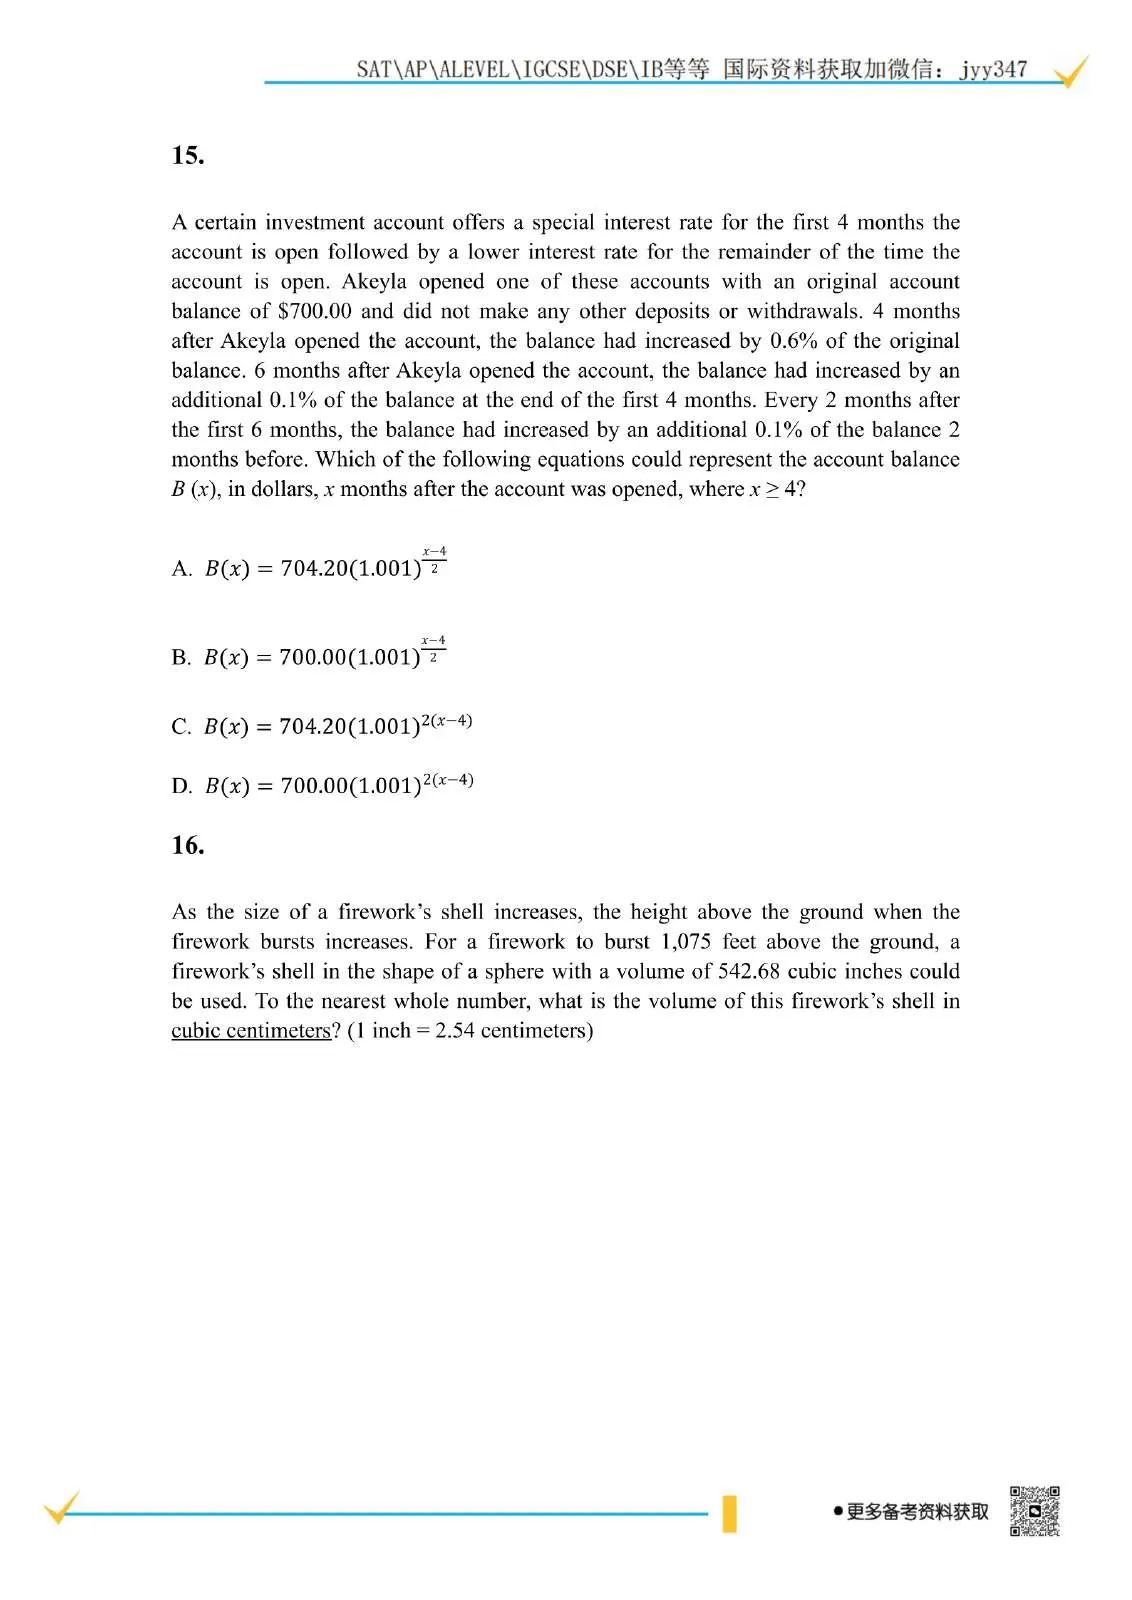 SAT\AP\ALEVEL\IGCSE\DSE\IB等等 国际资料获取加微信：jyy347
15.
A certain investment account offers a special interest rate for the first 4 months the
account is open followed by a lower interest rate for the remainder of the time the
account is open. Akeyla opened one of these accounts with an original account
balance of $700.00 and did not make any other deposits or withdrawals. 4 months
after Akeyla opened the account, the balance had increased by 0.6% of the original
balance. 6 months after Akeyla opened the account, the balance had increased by an
additional 0.1% of the balance at the end of the first 4 months. Every 2 months after
the first 6 months, the balance had increased by an additional 0.1% of the balance 2
months before. Which of the following equations could represent the account balance
B (x), in dollars, x months after the account was opened, where x ≥ 4?
A. B(x) = 704.20(1.001)^((x−4)/2)
B. B(x) = 700.00(1.001)^((x−4)/2)
C. B(x) = 704.20(1.001)^(2(x−4))
D. B(x) = 700.00(1.001)^(2(x−4))
16.
As the size of a firework’s shell increases, the height above the ground when the
firework bursts increases. For a firework to burst 1,075 feet above the ground, a
firework’s shell in the shape of a sphere with a volume of 542.68 cubic inches could
be used. To the nearest whole number, what is the volume of this firework’s shell in
cubic centimeters? (1 inch = 2.54 centimeters)
●更多备考资料获取